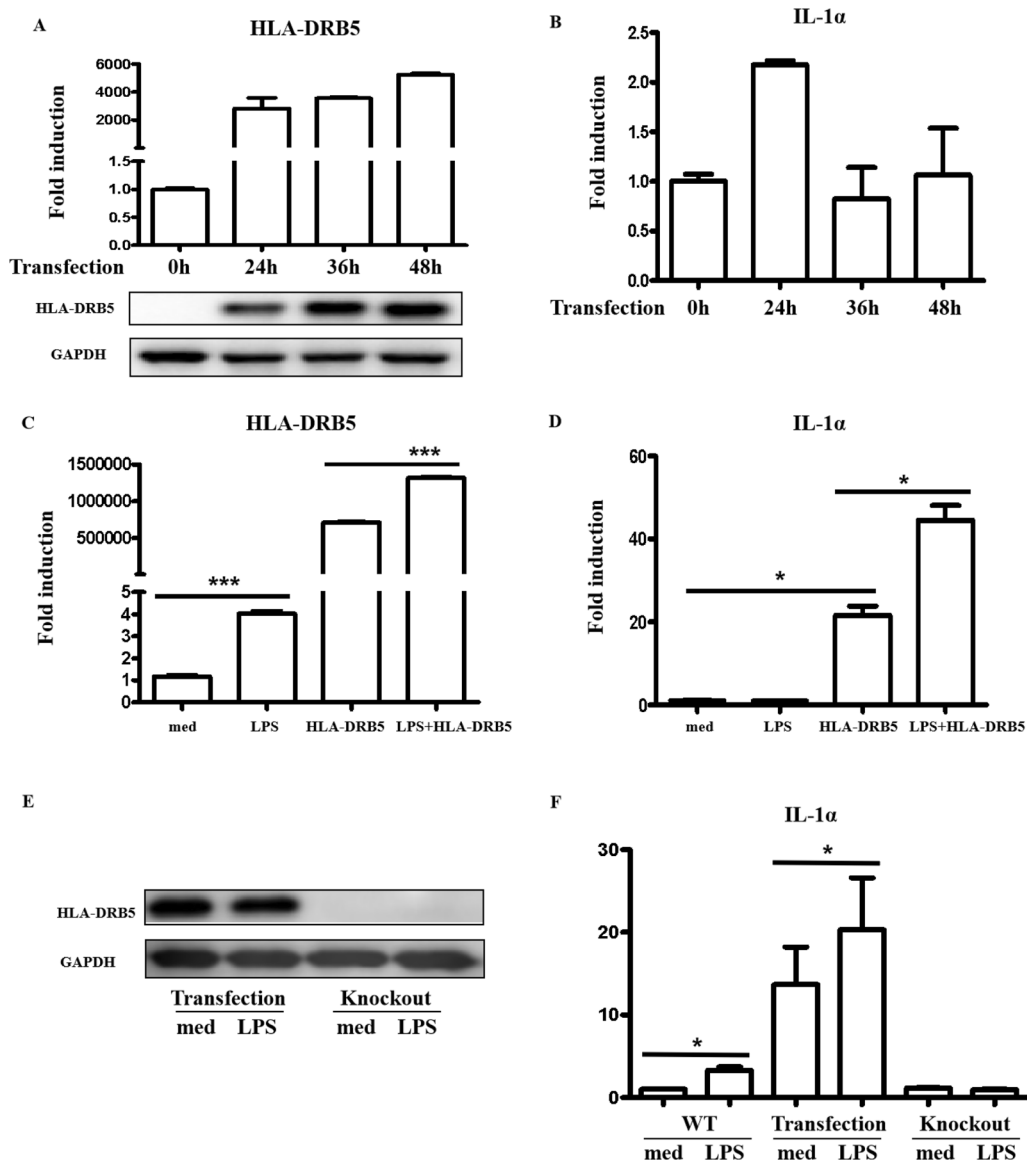 A
HLA-DRB5
Fold induction
6000
4000
2000
1.5
1.0
0.5
0.0
Transfection 0h 24h 36h 48h
HLA-DRB5
GAPDH
B
IL-1α
Fold induction
2.5
2.0
1.5
1.0
0.5
0.0
Transfection 0h 24h 36h 48h
C
HLA-DRB5
Fold induction
1500000
1000000
500000
5
4
3
2
1
0
***
***
med LPS HLA-DRB5 LPS+HLA-DRB5
D
IL-1α
Fold induction
60
40
20
0
*
*
med LPS HLA-DRB5 LPS+HLA-DRB5
E
HLA-DRB5
GAPDH
Transfection Knockout
med LPS med LPS
F
IL-1α
30
20
10
0
*
*
WT Transfection Knockout
med LPS med LPS med LPS